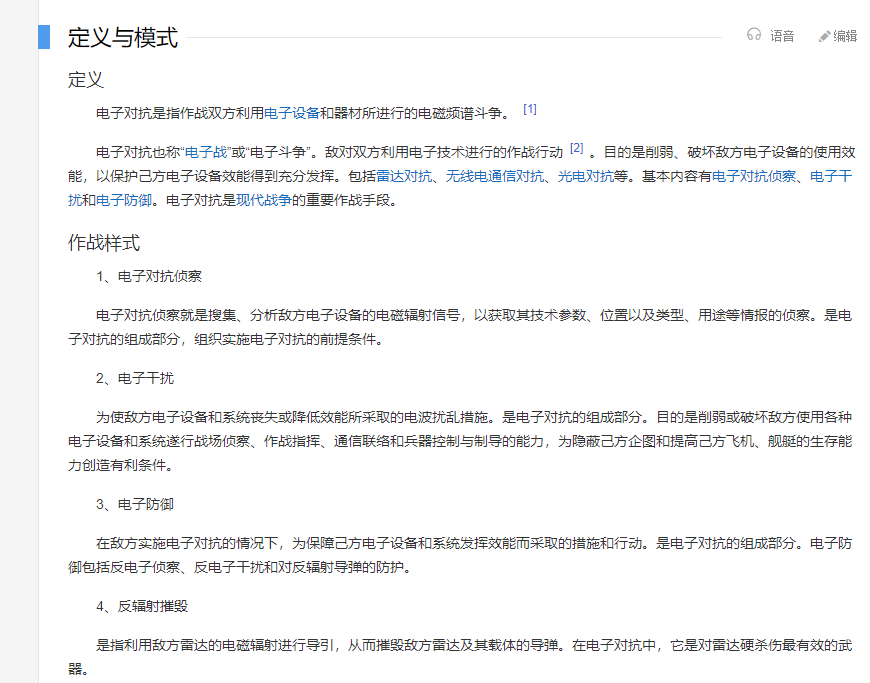 定义与模式
语音
编辑
定义
电子对抗是指作战双方利用电子设备和器材所进行的电磁频谱斗争。 [1]
电子对抗也称“电子战”或“电子斗争”。敌对双方利用电子技术进行的作战行动 [2] 。目的是削弱、破坏敌方电子设备的使用效
能，以保护己方电子设备效能得到充分发挥。包括雷达对抗、无线电通信对抗、光电对抗等。基本内容有电子对抗侦察、电子干
扰和电子防御。电子对抗是现代战争的重要作战手段。
作战样式
1、电子对抗侦察
电子对抗侦察就是搜集、分析敌方电子设备的电磁辐射信号，以获取其技术参数、位置以及类型、用途等情报的侦察。是电
子对抗的组成部分，组织实施电子对抗的前提条件。
2、电子干扰
为使敌方电子设备和系统丧失或降低效能所采取的电波扰乱措施。是电子对抗的组成部分。目的是削弱或破坏敌方使用各种
电子设备和系统遂行战场侦察、作战指挥、通信联络和兵器控制与制导的能力，为隐蔽己方企图和提高己方飞机、舰艇的生存能
力创造有利条件。
3、电子防御
在敌方实施电子对抗的情况下，为保障己方电子设备和系统发挥效能而采取的措施和行动。是电子对抗的组成部分。电子防
御包括反电子侦察、反电子干扰和对反辐射导弹的防护。
4、反辐射摧毁
是指利用敌方雷达的电磁辐射进行导引，从而摧毁敌方雷达及其载体的导弹。在电子对抗中，它是对雷达硬杀伤最有效的武
器。